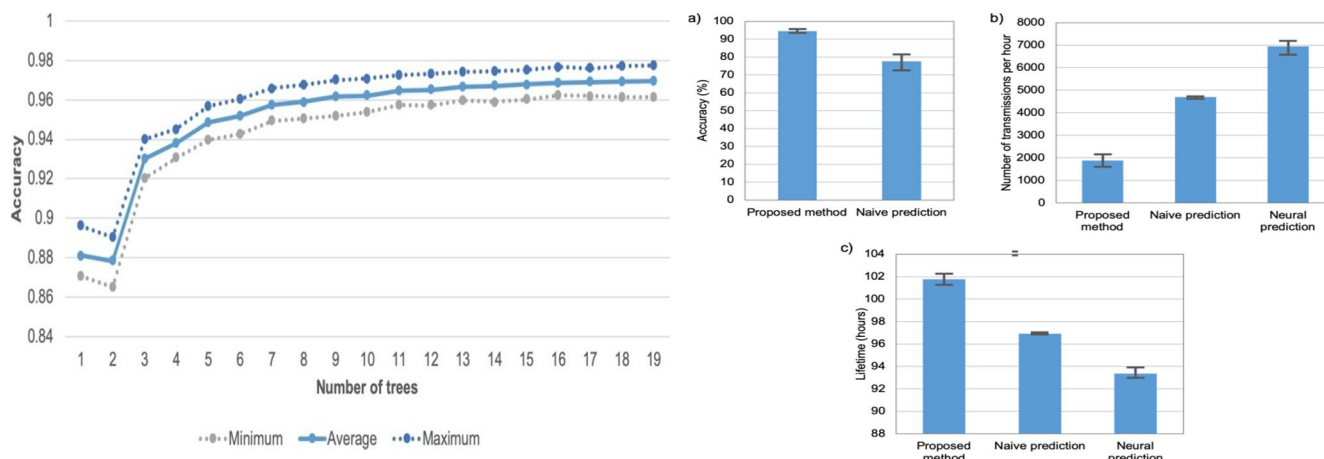 1
0.98
0.96
0.94
0.92
0.9
0.88
0.86
0.84
Accuracy
1 2 3 4 5 6 7 8 9 10 11 12 13 14 15 16 17 18 19
Number of trees
Minimum Average Maximum
a)
100
90
80
70
60
50
40
30
20
10
0
Accuracy (%)
Proposed method Naive prediction
b)
8000
7000
6000
5000
4000
3000
2000
1000
0
Number of transmissions per hour
Proposed Naive prediction Neural
method prediction
c)
104
102
100
98
96
94
92
90
88
Lifetime (hours)
Proposed Naive prediction Neural
method prediction